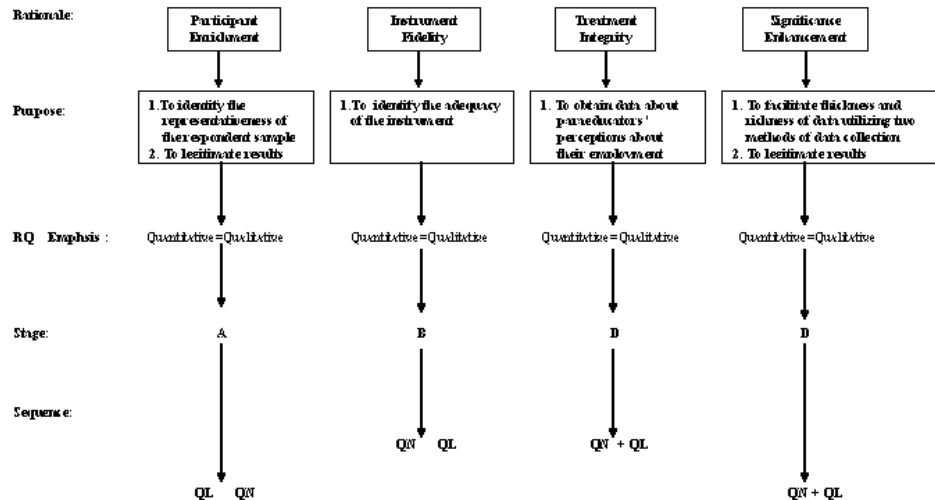 Rationale:
Participant
Enrichment
Instrument
Fidelity
Treatment
Integrity
Significance
Enhancement
Purpose:
1. To identify the
representativeness of
the respondent sample
2. To legitimate results
1. To identify the adequacy
of the instrument
1. To obtain data about
paraeducators'
perceptions about
their employment
1. To facilitate thickness and
richness of data utilizing two
methods of data collection
2. To legitimate results
RQ Emphsis :
Quantitative=Qualitative
Quantitative=Qualitative
Quantitative=Qualitative
Quantitative=Qualitative
Stage:
A
B
D
D
Sequence:
QN QL
QN + QL
QL QN
QN + QL